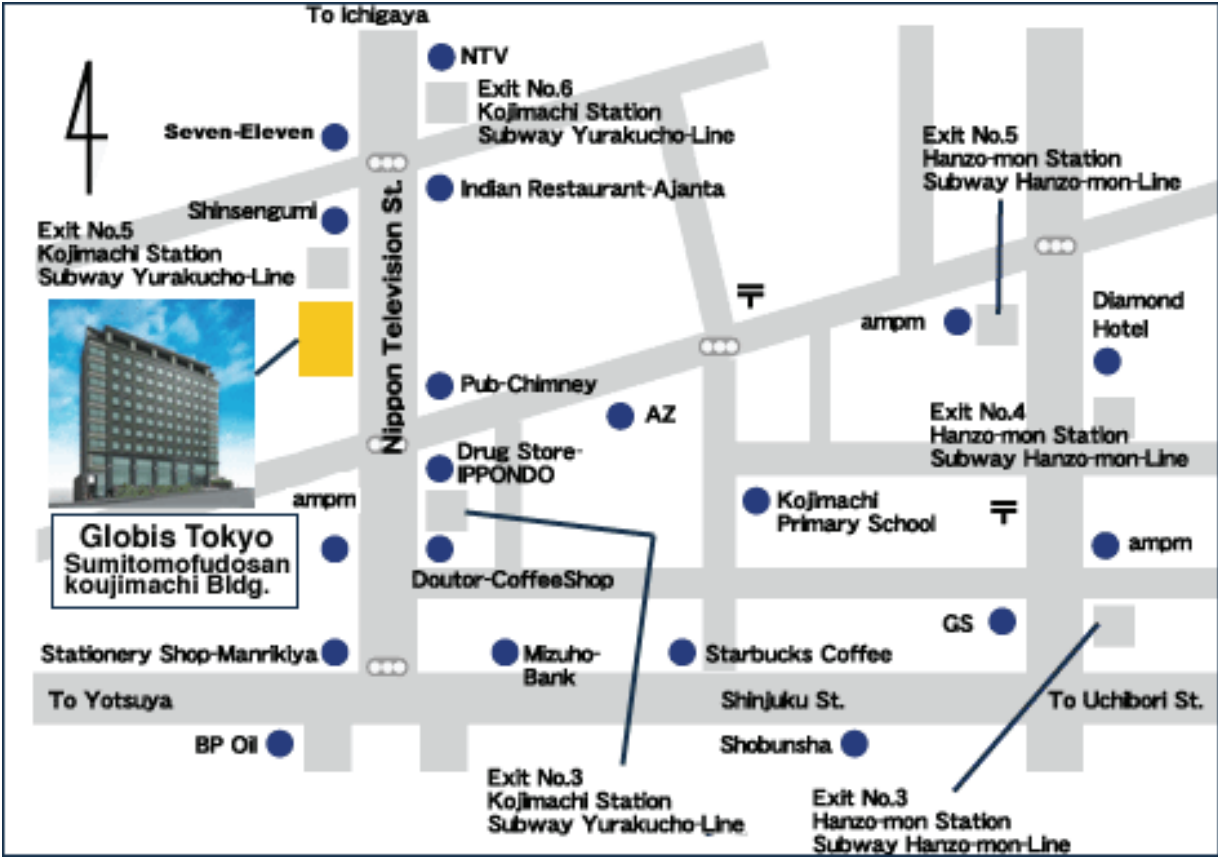 To Ichigaya
NTV
Exit No.6
Kojimachi Station
Subway Yurakucho-Line
Seven-Eleven
Exit No.5
Hanzo-mon Station
Subway Hanzo-mon-Line
Indian Restaurant-Ajanta
Shinsengumi
Exit No.5
Kojimachi Station
Subway Yurakucho-Line
Nippon Television St.
〒
Diamond
Hotel
ampm
Pub-Chimney
AZ
Exit No.4
Hanzo-mon Station
Subway Hanzo-mon-Line
Drug Store-
IPPONDO
ampm
Kojimachi
Primary School
〒
Globis Tokyo
Sumitomofudosan
koujimachi Bldg.
ampm
Doutor-CoffeeShop
GS
Stationery Shop-Manrikiya
Mizuho-
Bank
Starbucks Coffee
To Yotsuya
Shinjuku St.
To Uchibori St.
BP Oil
Shobunsha
Exit No.3
Kojimachi Station
Subway Yurakucho-Line
Exit No.3
Hanzo-mon Station
Subway Hanzo-mon-Line